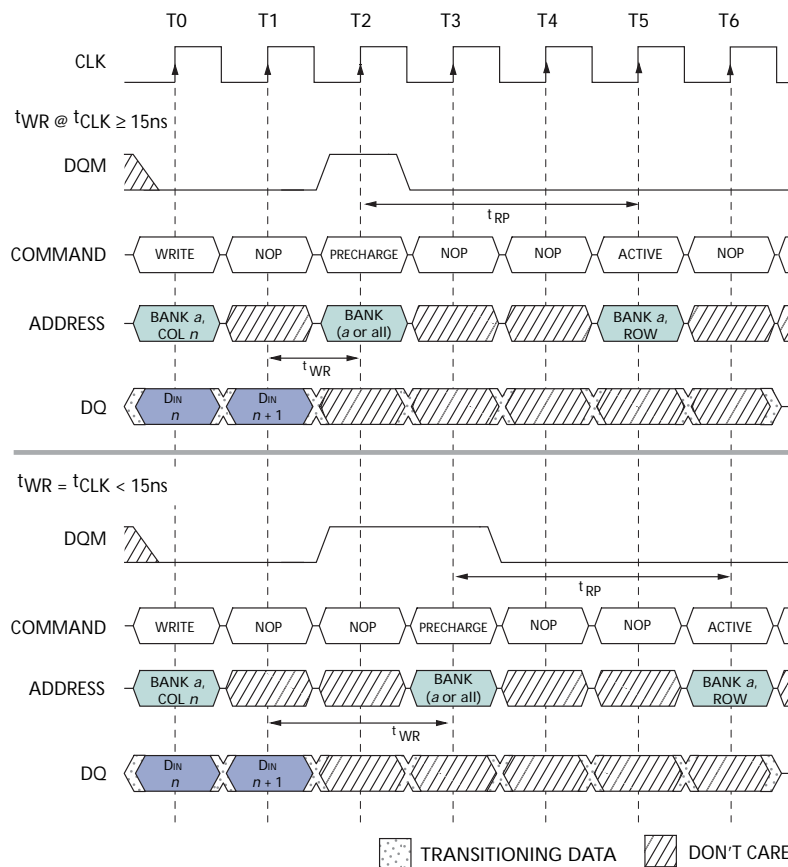 T0 T1 T2 T3 T4 T5 T6
CLK
tWR @ tCLK ≥ 15ns
DQM
tRP
COMMAND WRITE NOP PRECHARGE NOP NOP ACTIVE NOP
ADDRESS BANK a, BANK BANK a,
COL n (a or all) ROW
tWR
DQ DIN DIN
n n + 1
tWR = tCLK < 15ns
DQM
tRP
COMMAND WRITE NOP NOP PRECHARGE NOP NOP ACTIVE
ADDRESS BANK a, BANK BANK a,
COL n (a or all) ROW
tWR
DQ DIN DIN
n n + 1
TRANSITIONING DATA DON'T CARE